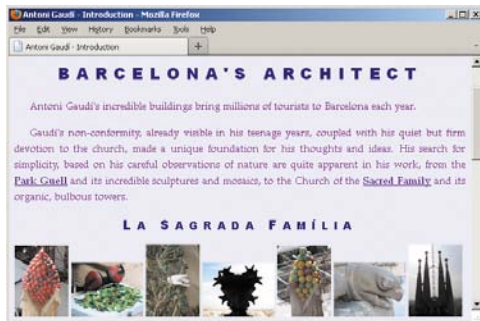 Antoni Gaudí - Introduction - Mozilla Firefox
File Edit View History Bookmarks Tools Help
Antoni Gaudí - Introduction
BARCELONA'S ARCHITECT
Antoni Gaudí's incredible buildings bring millions of tourists to Barcelona each year.
Gaudí's non-conformity, already visible in his teenage years, coupled with his quiet but firm
devotion to the church, made a unique foundation for his thoughts and ideas. His search for
simplicity, based on his careful observations of nature are quite apparent in his work, from the
Park Guell and its incredible sculptures and mosaics, to the Church of the Sacred Family and its
organic, bulbous towers.
LA SAGRADA FAMÍLIA